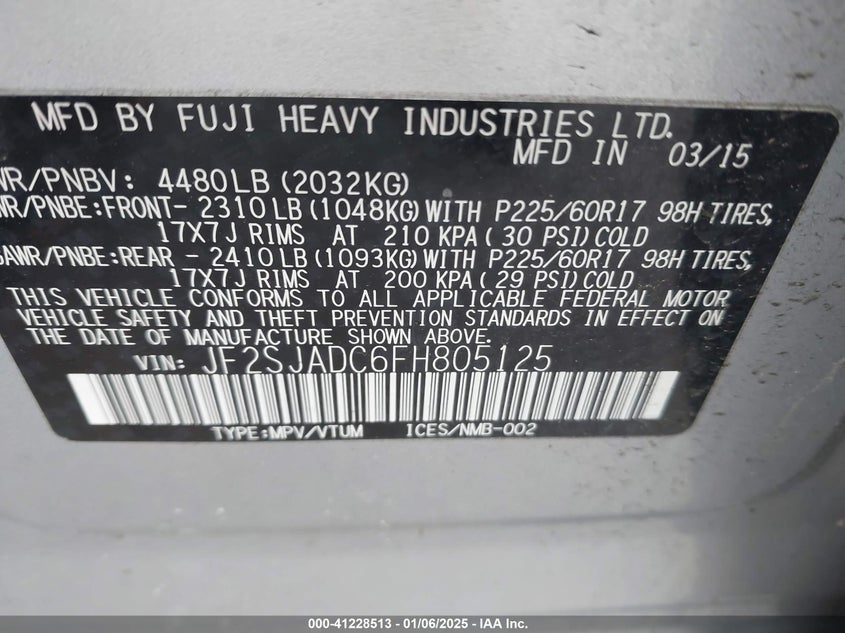 MFD BY FUJI HEAVY INDUSTRIES LTD.
MFD IN 03/15
WR/PNBV: 4480LB (2032KG)
WR/PNBE:FRONT- 2310 LB (1048KG) WITH P225/60R17 98H TIRES,
17X7J RIMS AT 210 KPA ( 30 PSI) COLD
GAWR/PNBE:REAR - 2410 LB (1093KG) WITH P225/60R17 98H TIRES,
17X7J RIMS AT 200 KPA ( 29 PSI) COLD
THIS VEHICLE CONFORMS TO ALL APPLICABLE FEDERAL MOTOR
VEHICLE SAFETY AND THEFT PREVENTION STANDARDS IN EFFECT ON
THE DATE OF MANUFACTURE SHOWN ABOVE.
VIN: JF2SJADC6FH805125
TYPE:MPV/VTUM ICES/NMB-002
000-41228513 - 01/06/2025 - IAA Inc.